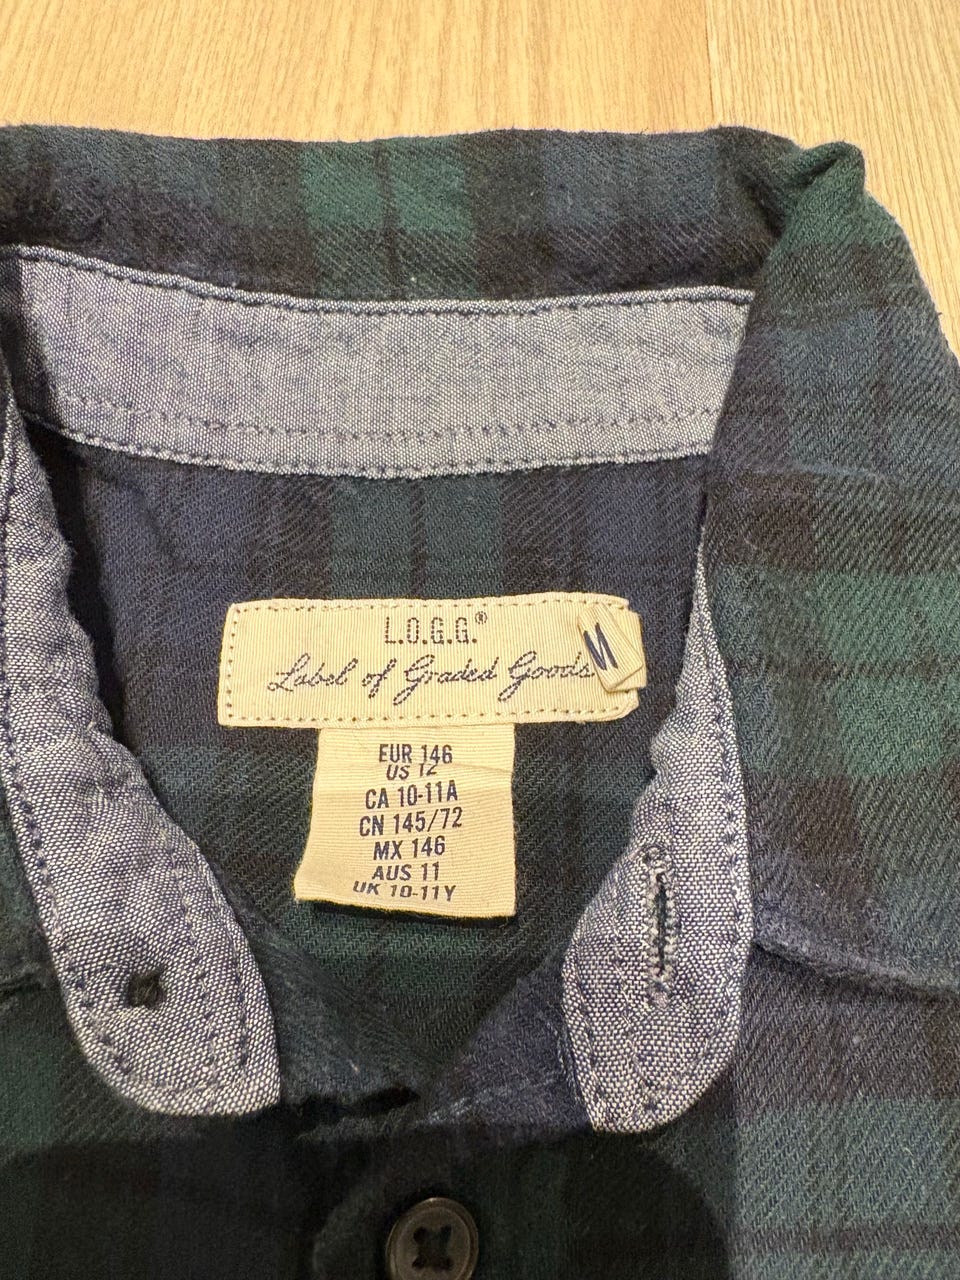 L.O.G.G.®
Label of Graded Goods
EUR 146
US 12
CA 10-11A
CN 145/72
MX 146
AUS 11
UK 10-11Y